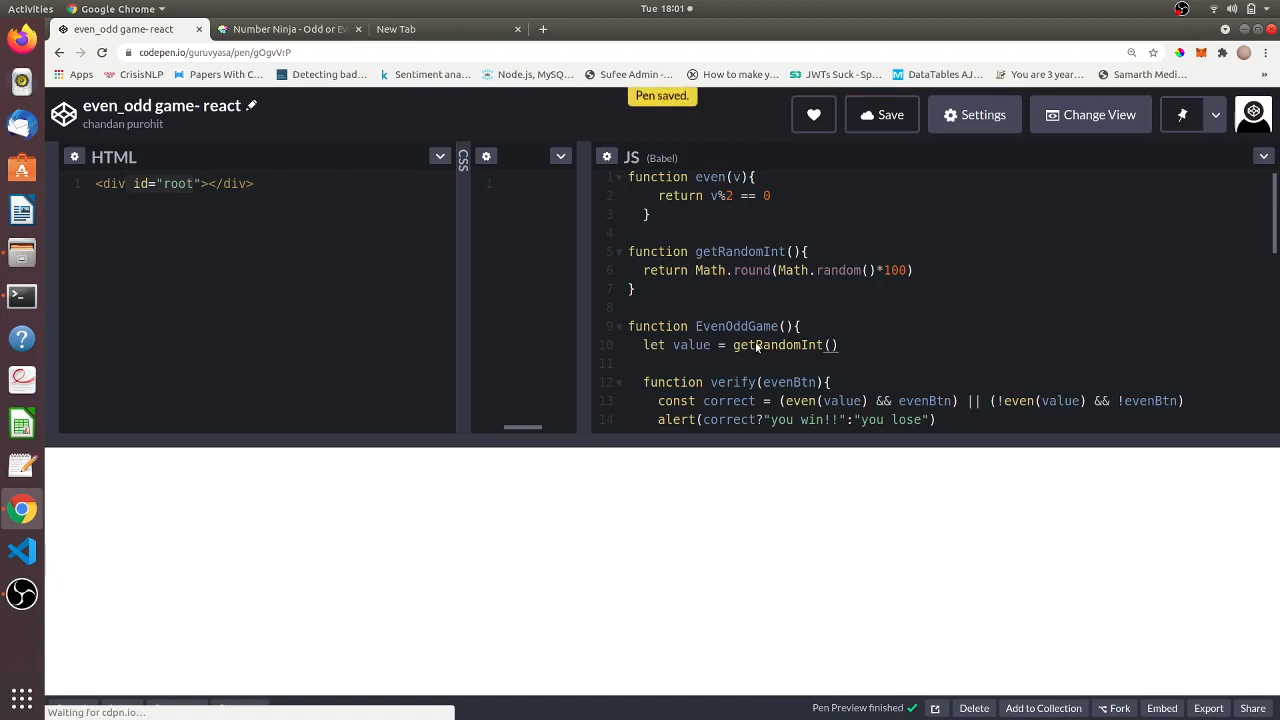 Activities
Google Chrome
Tue 18:01
even_odd game- react
Number Ninja - Odd or Ev
New Tab
codepen.io/guruvyasa/pen/gOgvVrP
Apps
CrisisNLP
Papers With C...
Detecting bad...
Sentiment ana...
Node.js, MySQ...
Sufee Admin -...
How to make y...
JWTs Suck - Sp...
DataTables AJ...
You are 3 year...
Samarth Medi...
»
Pen saved.
even_odd game- react
chandan purohit
Save
Settings
Change View
HTML
CSS
JS (Babel)
1 <div id="root"></div>
1
1 function even(v){
2 return v%2 == 0
3 }
4
5 function getRandomInt(){
6 return Math.round(Math.random()*100)
7 }
8
9 function EvenOddGame(){
10 let value = getRandomInt()
11
12 function verify(evenBtn){
13 const correct = (even(value) && evenBtn) || (!even(value) && !evenBtn)
14 alert(correct?"you win!!":"you lose")
Waiting for cdpn.io...
Pen Preview finished
Delete
Add to Collection
Fork
Embed
Export
Share